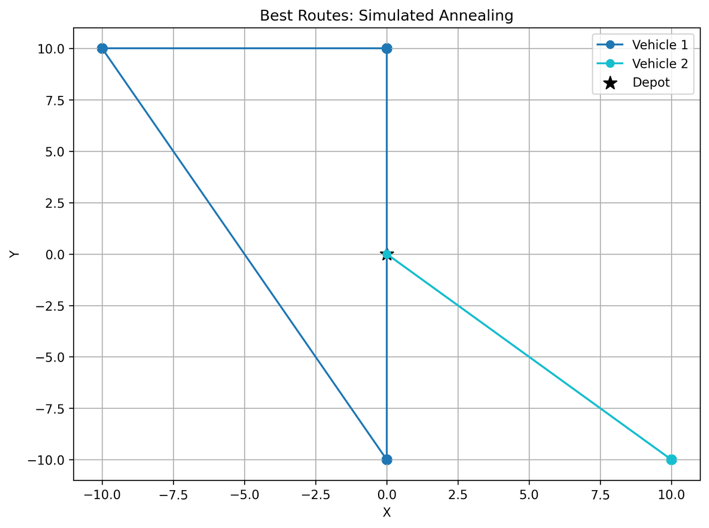 Best Routes: Simulated Annealing
Vehicle 1
Vehicle 2
Depot
10.0
7.5
5.0
2.5
0.0
−2.5
−5.0
−7.5
−10.0
Y
−10.0 −7.5 −5.0 −2.5 0.0 2.5 5.0 7.5 10.0
X